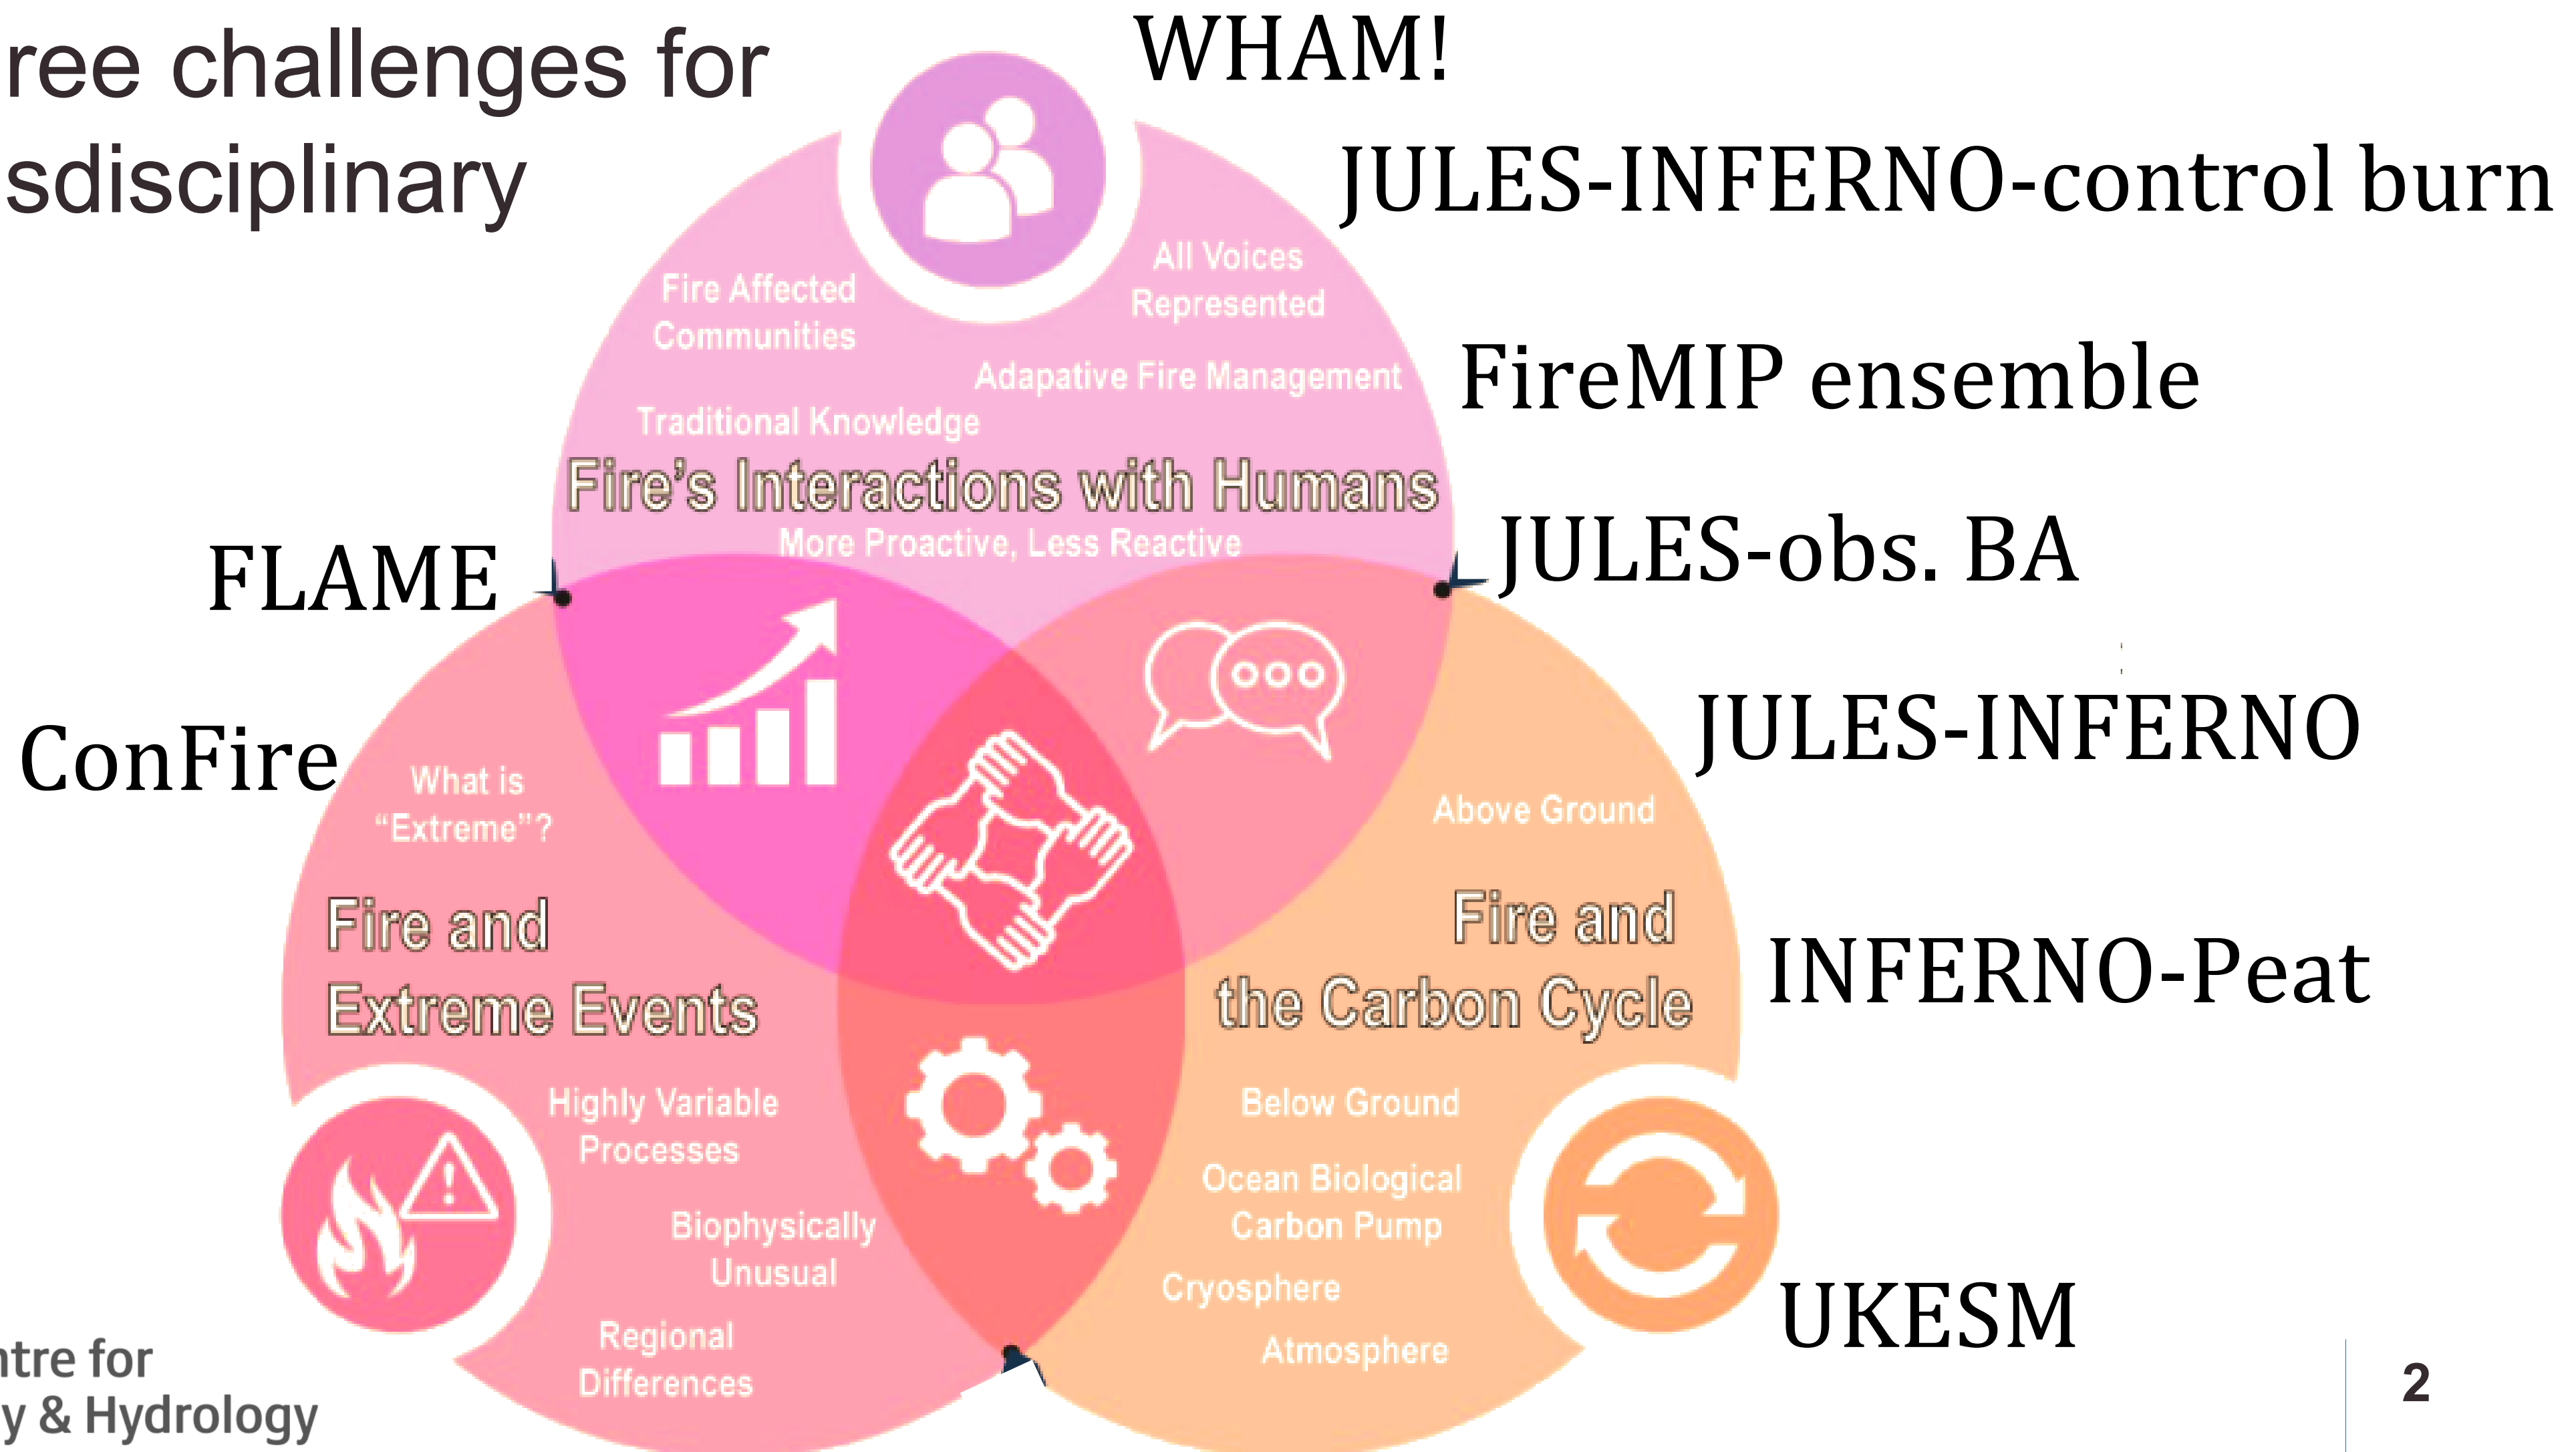 ree challenges for
sdisciplinary
WHAM!
JULES-INFERNO-control burn
FireMIP ensemble
JULES-obs. BA
JULES-INFERNO
INFERNO-Peat
UKESM
FLAME
ConFire
Fire Affected
Communities
All Voices
Represented
Adapative Fire Management
Traditional Knowledge
Fire's Interactions with Humans
More Proactive, Less Reactive
What is
“Extreme”?
Fire and
Extreme Events
Highly Variable
Processes
Biophysically
Unusual
Regional
Differences
Above Ground
Fire and
the Carbon Cycle
Below Ground
Ocean Biological
Carbon Pump
Cryosphere
Atmosphere
ntre for
y & Hydrology
2